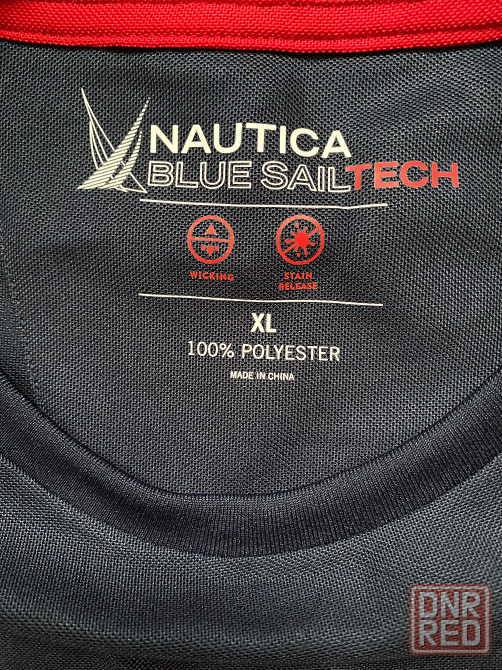 NAUTICA
BLUE SAILTECH
WICKING
STAIN
RELEASE
XL
100% POLYESTER
MADE IN CHINA
DNR
RED